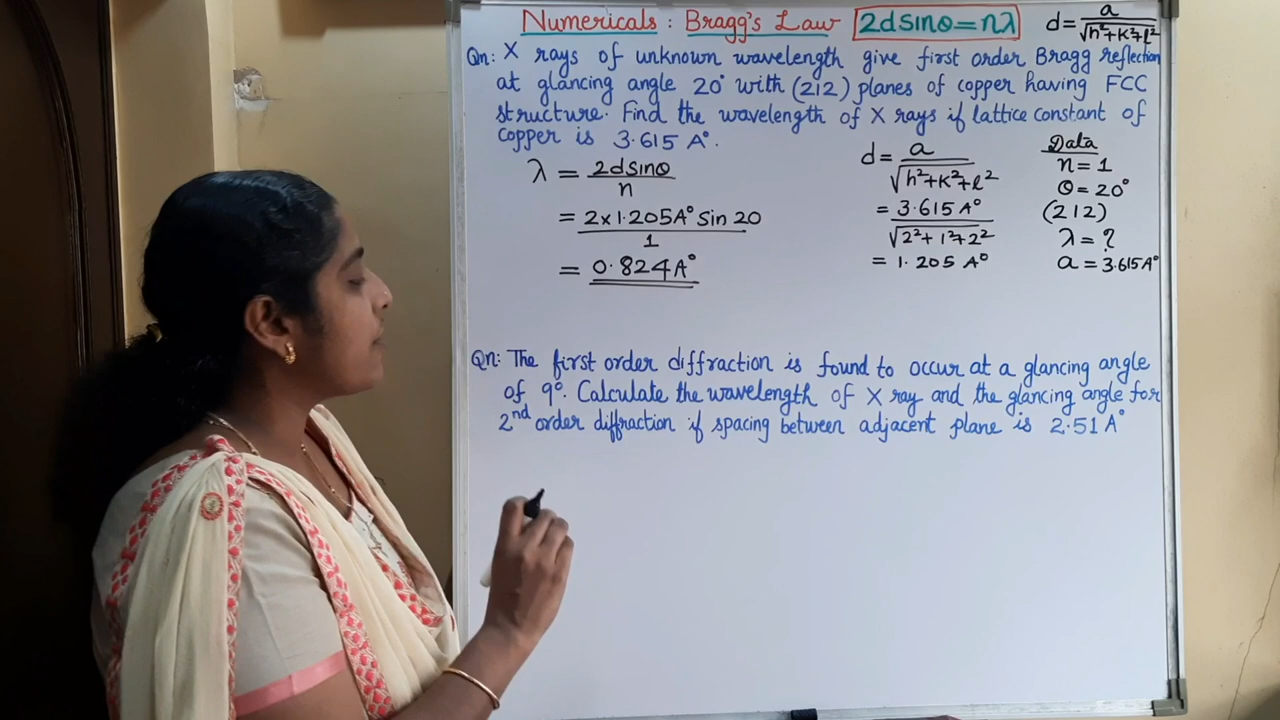 Numericals : Bragg's Law 2dsinθ=nλ d= a/√h²+k²+l²
Qn: X rays of unknown wavelength give first order Bragg reflection
at glancing angle 20° with (212) planes of copper having FCC
structure. Find the wavelength of X rays if lattice constant of
copper is 3.615 A°.
λ = 2dsinθ/n
= 2x1.205A° Sin 20/1
= 0.824A°
d= a/√h²+k²+l²
= 3.615 A°/√2²+1²+2²
= 1.205 A°
Data
n=1
θ=20°
(212)
λ=?
a=3.615A°
Qn: The first order diffraction is found to occur at a glancing angle
of 9°. Calculate the wavelength of X ray and the glancing angle for
2nd order diffraction if spacing between adjacent plane is 2.51 A°